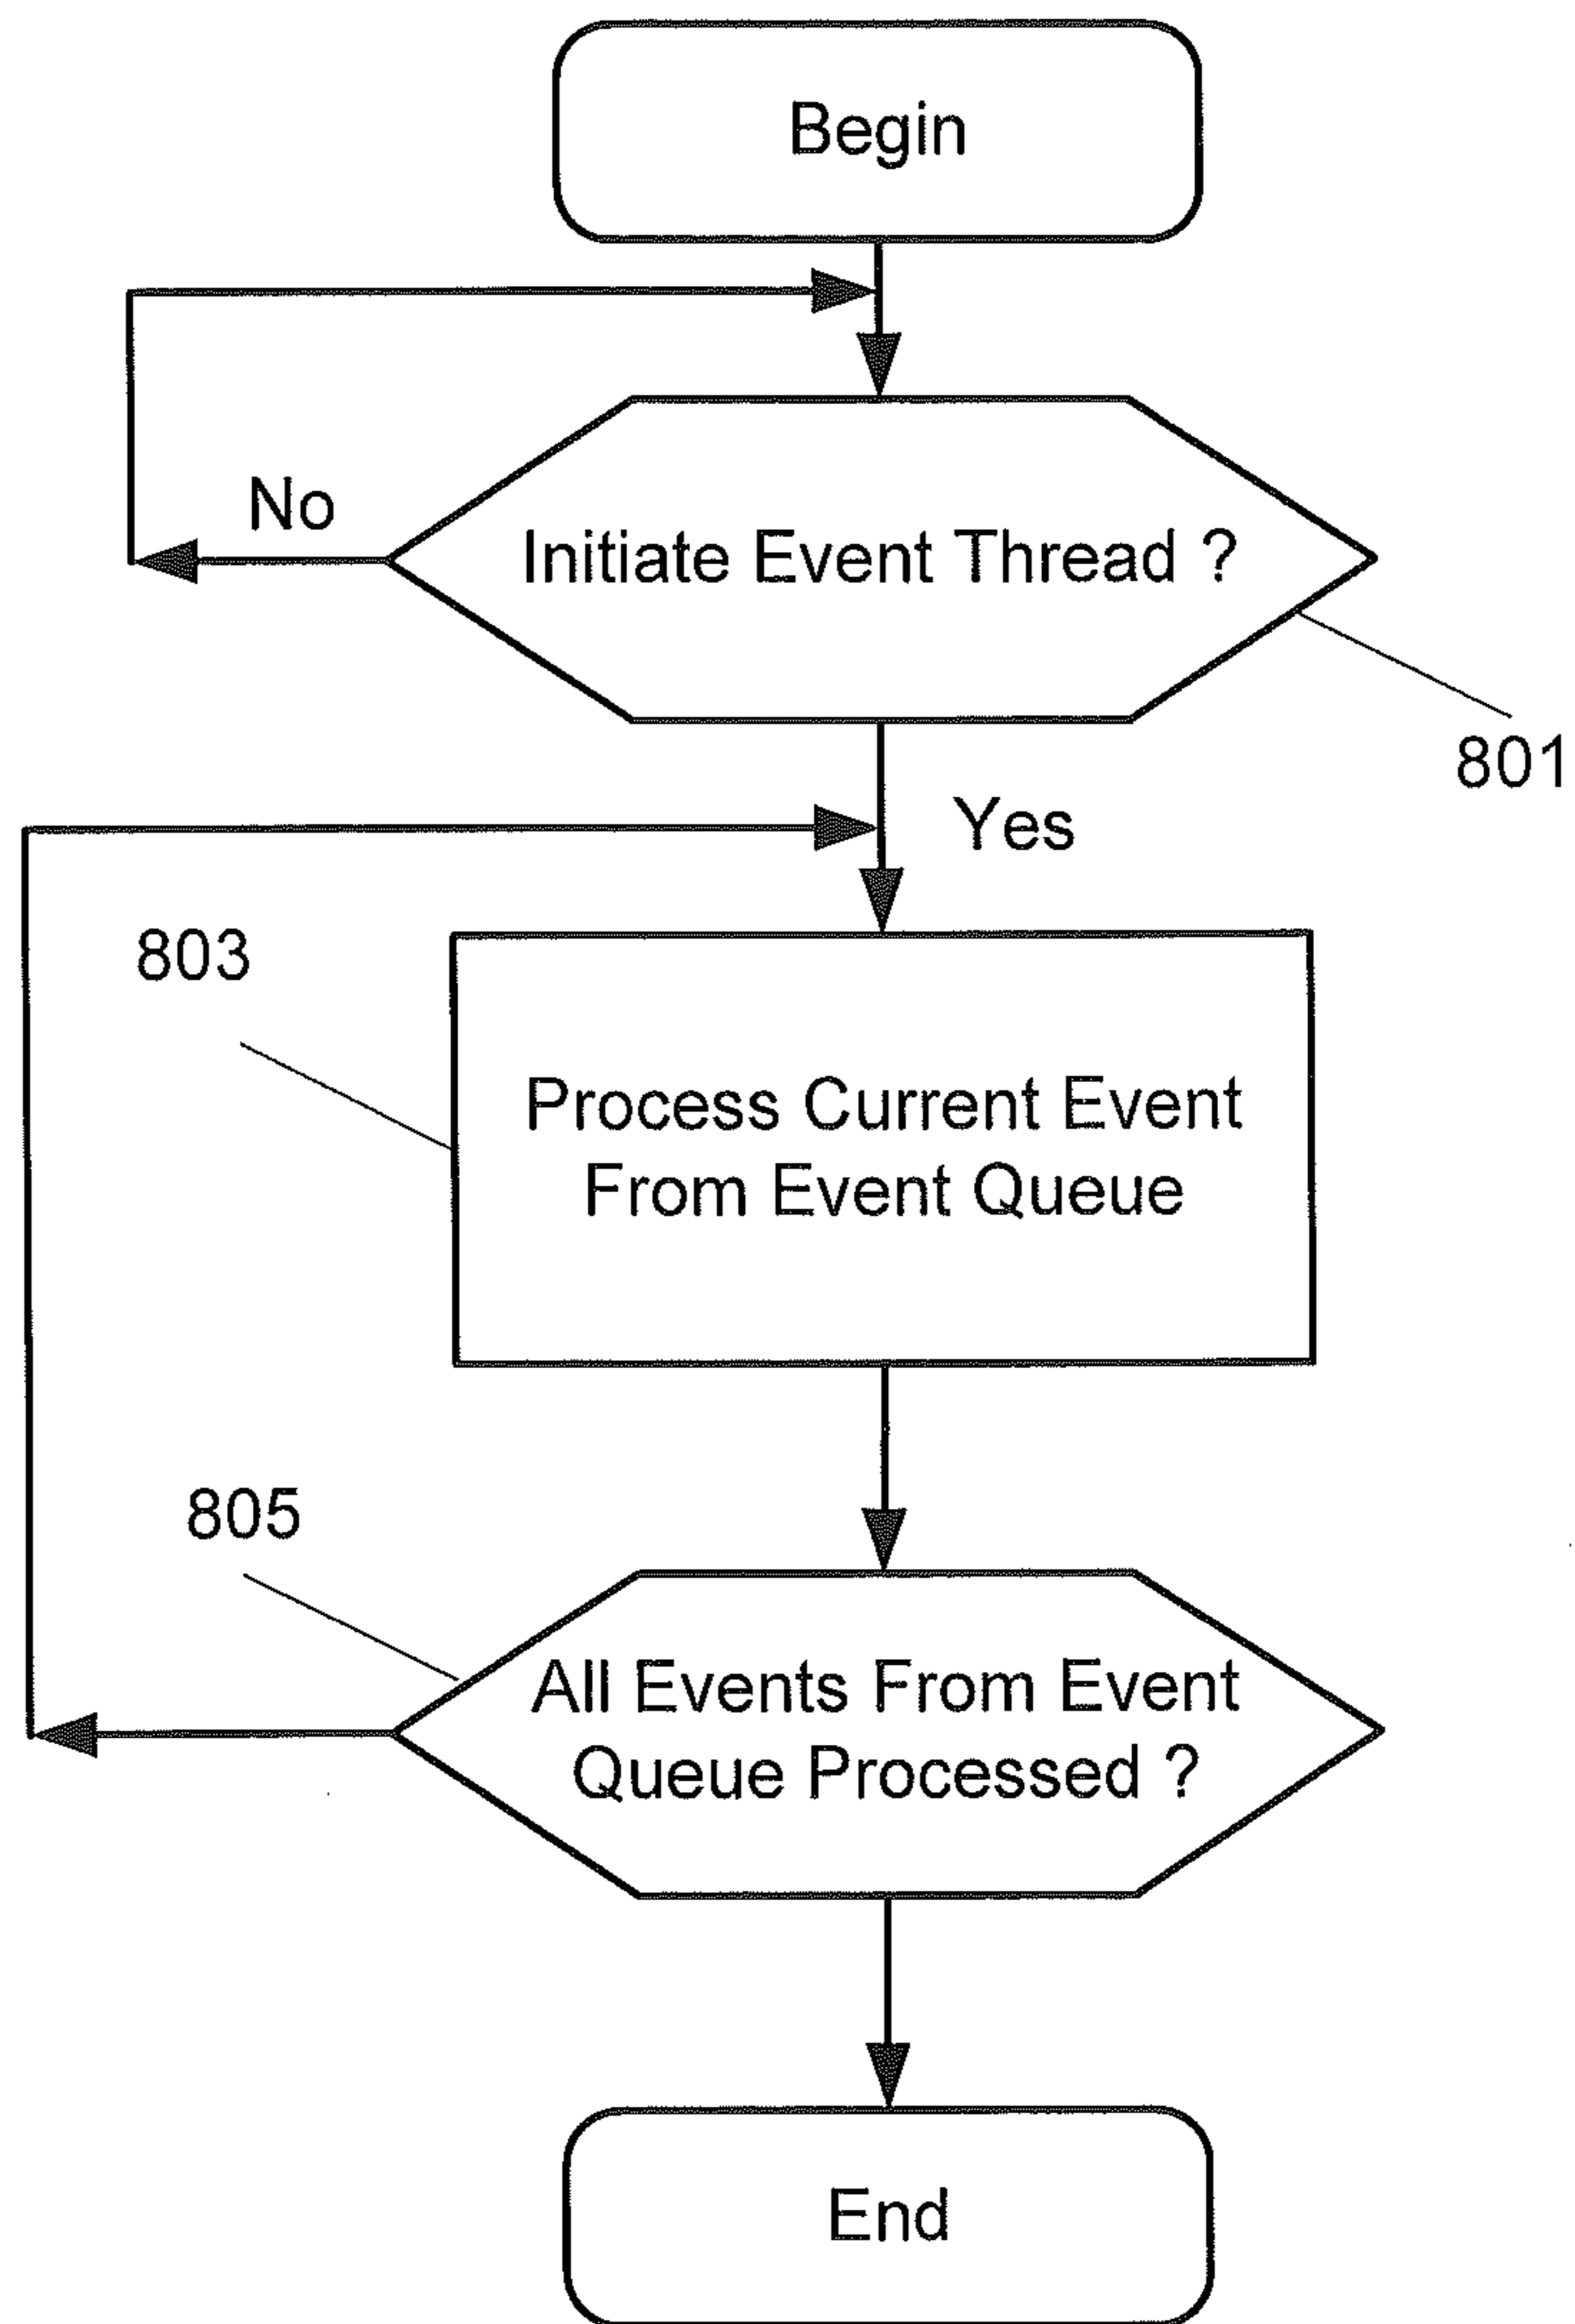 Begin
No
Initiate Event Thread ?
801
Yes
803
Process Current Event
From Event Queue
805
All Events From Event
Queue Processed ?
End